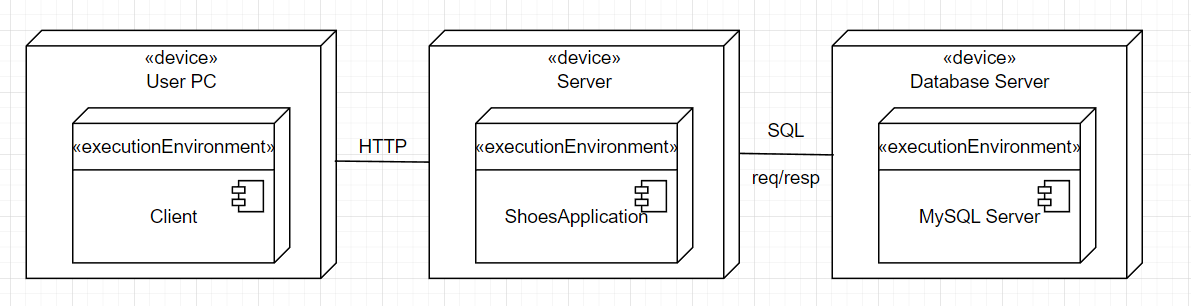 «device»
User PC
«executionEnvironment»
Client
HTTP
«device»
Server
«executionEnvironment»
ShoesApplication
SQL
req/resp
«device»
Database Server
«executionEnvironment»
MySQL Server